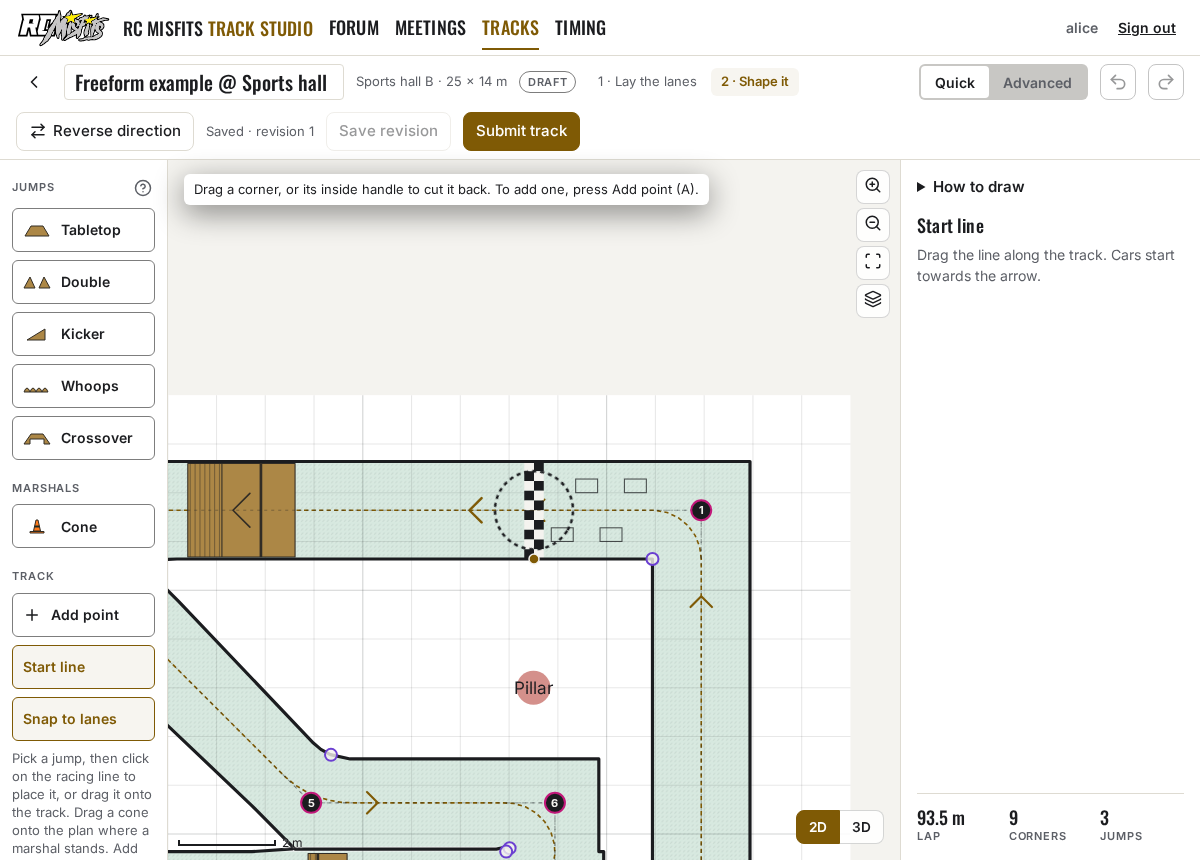 RC Misfits
RC MISFITS TRACK STUDIO
FORUM
MEETINGS
TRACKS
TIMING
alice
Sign out
Freeform example @ Sports hall
Sports hall B · 25 × 14 m
DRAFT
1 · Lay the lanes
2 · Shape it
Quick
Advanced
Reverse direction
Saved · revision 1
Save revision
Submit track
JUMPS
Tabletop
Double
Kicker
Whoops
Crossover
MARSHALS
Cone
TRACK
Add point
Start line
Snap to lanes
Pick a jump, then click
on the racing line to
place it, or drag it onto
the track. Drag a cone
onto the plan where a
marshal stands. Add
Drag a corner, or its inside handle to cut it back. To add one, press Add point (A).
1
Pillar
5
6
2 m
2D
3D
How to draw
Start line
Drag the line along the track. Cars start
towards the arrow.
93.5 m
LAP
9
CORNERS
3
JUMPS